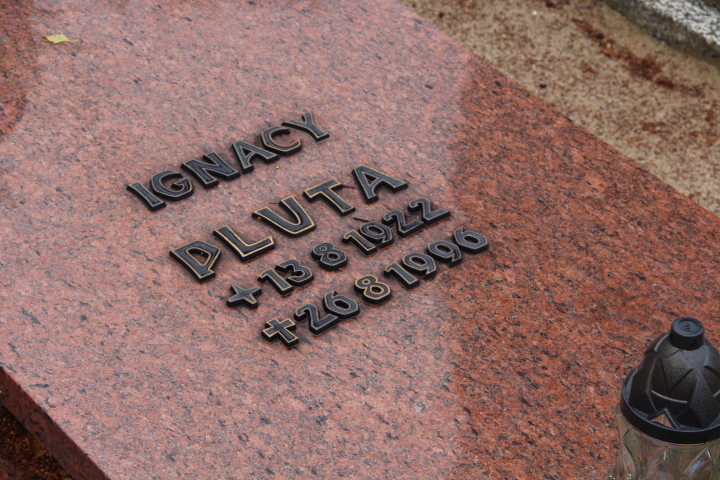 IGNACY
PLUTA
+ 13 8 1922
✝ 26 8 1996